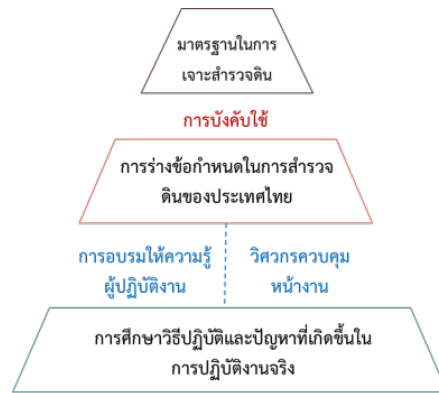 มาตรฐานในการ
เจาะสำรวจดิน
การบังคับใช้
การร่างข้อกำหนดในการสำรวจ
ดินของประเทศไทย
การอบรมให้ความรู้
ผู้ปฏิบัติงาน
วิศวกรควบคุม
หน้างาน
การศึกษาวิธีปฏิบัติและปัญหาที่เกิดขึ้นใน
การปฏิบัติงานจริง